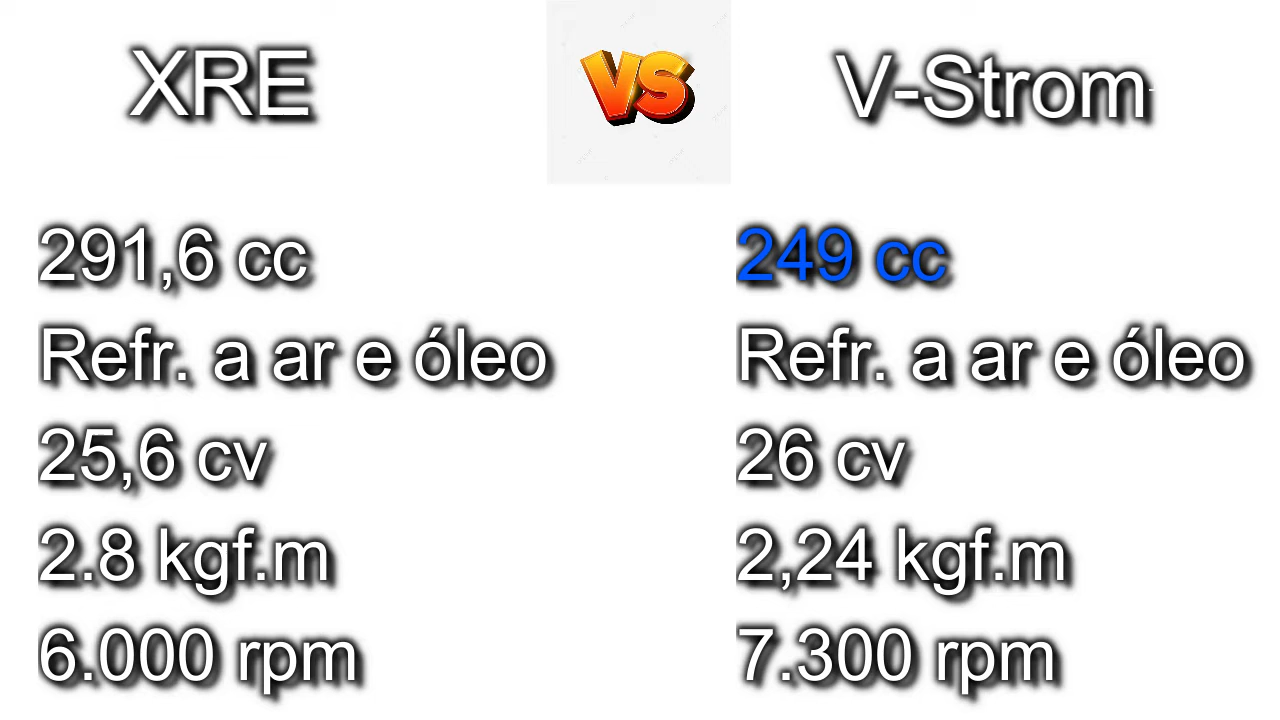 XRE
VS
V-Strom
291,6 cc
249 cc
Refr. a ar e óleo
Refr. a ar e óleo
25,6 cv
26 cv
2.8 kgf.m
2,24 kgf.m
6.000 rpm
7.300 rpm